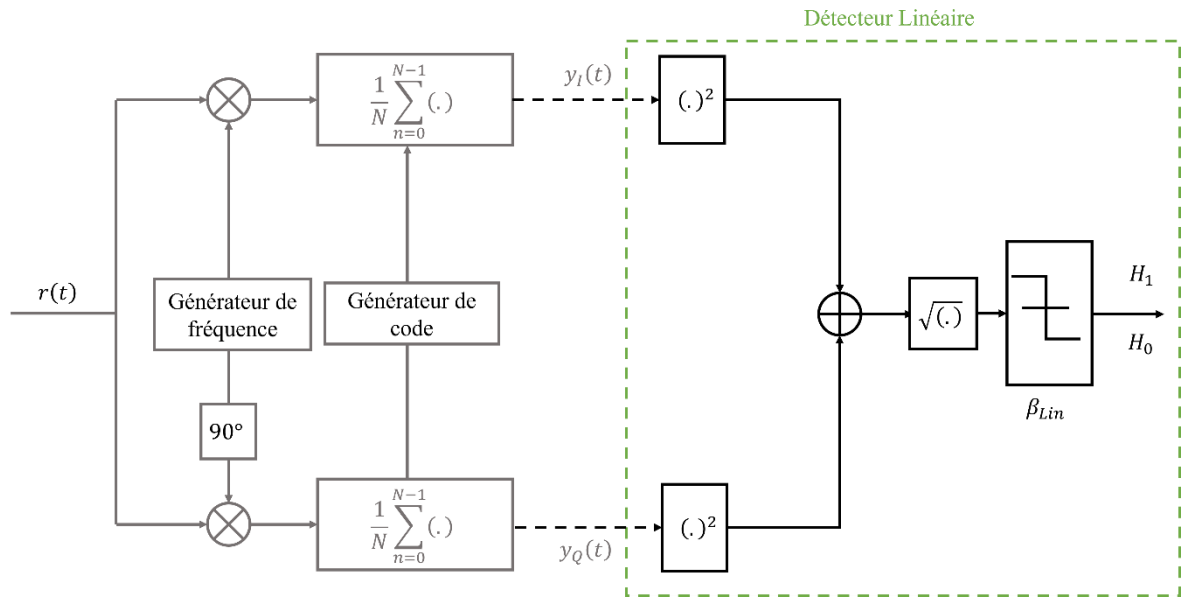 Détecteur Linéaire
y_I(t)
(.)²
1/N ∑_{n=0}^{N-1} (.)
r(t)
Générateur de
fréquence
Générateur de
code
√(.)
H_1
H_0
β_Lin
90°
1/N ∑_{n=0}^{N-1} (.)
(.)²
y_Q(t)